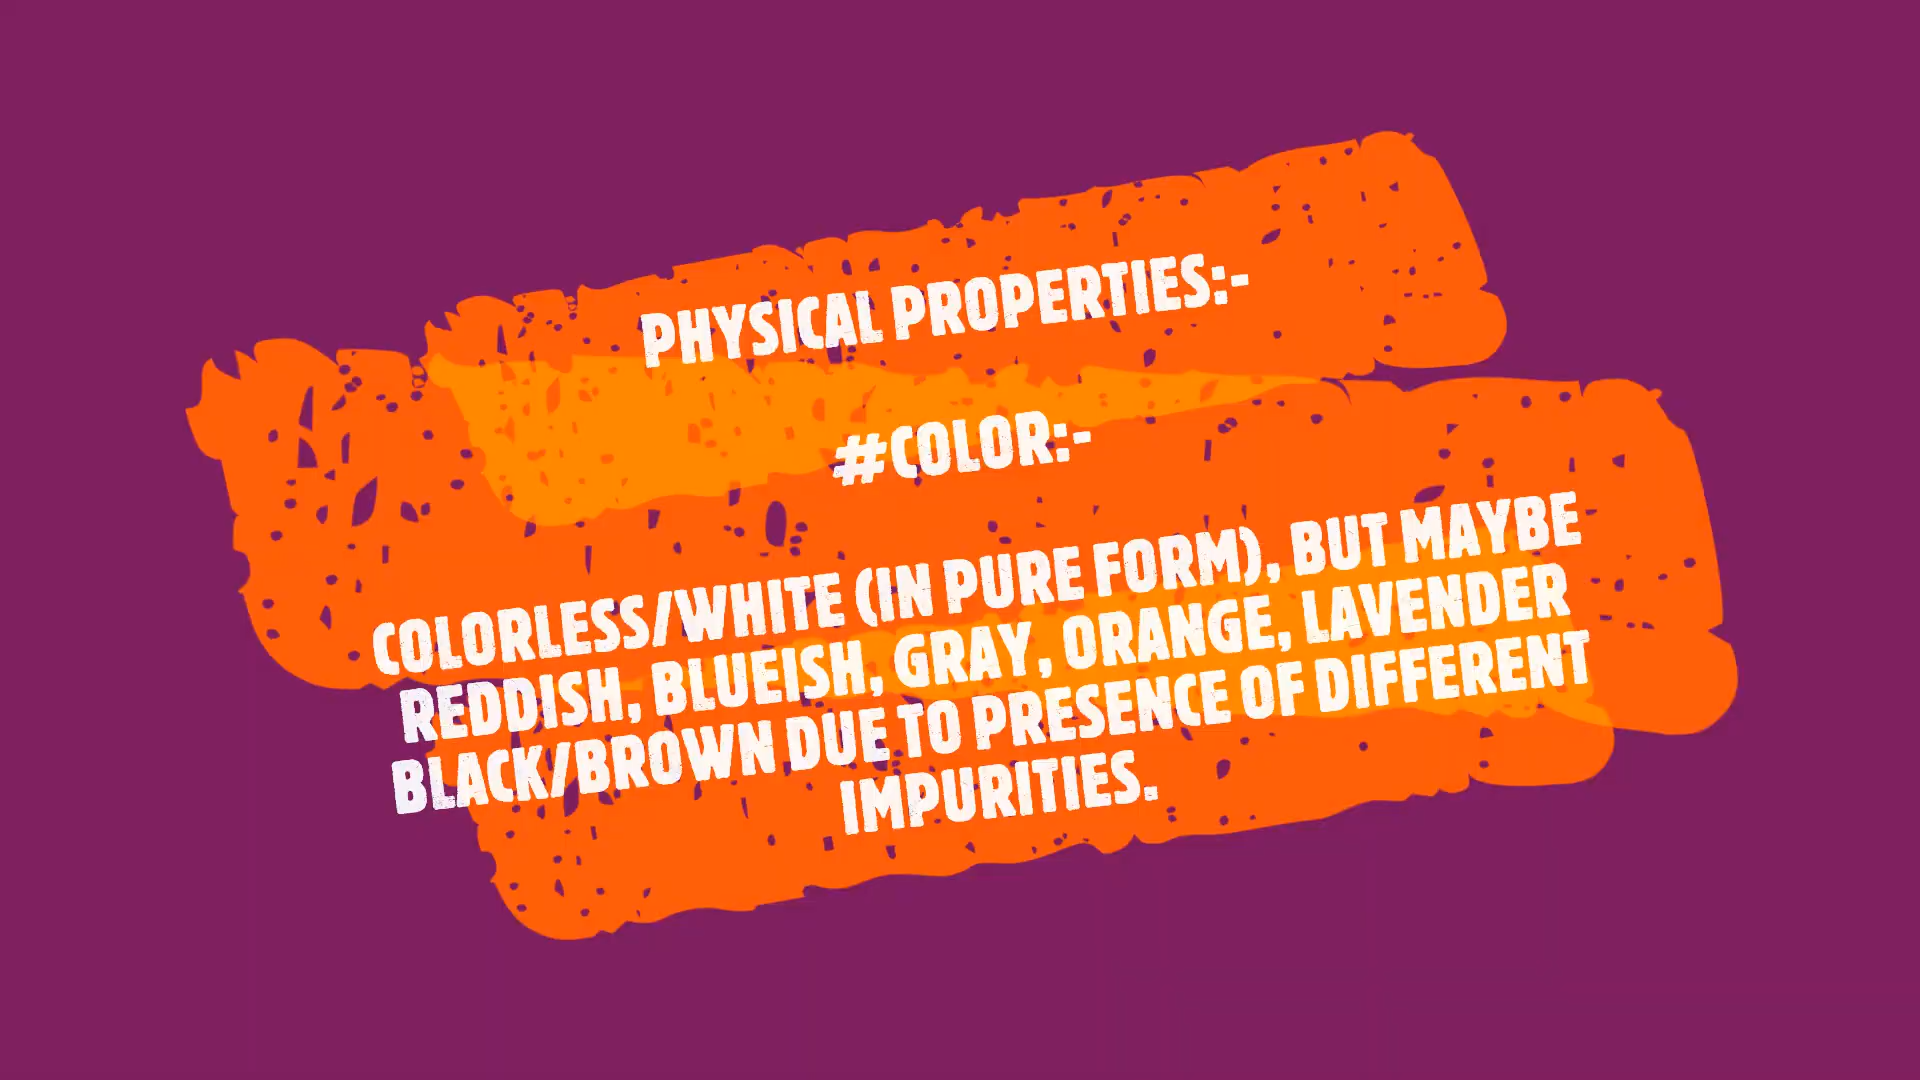 PHYSICAL PROPERTIES:-
#COLOR:-
COLORLESS/WHITE (IN PURE FORM), BUT MAYBE
REDDISH, BLUEISH, GRAY, ORANGE, LAVENDER
BLACK/BROWN DUE TO PRESENCE OF DIFFERENT
IMPURITIES.